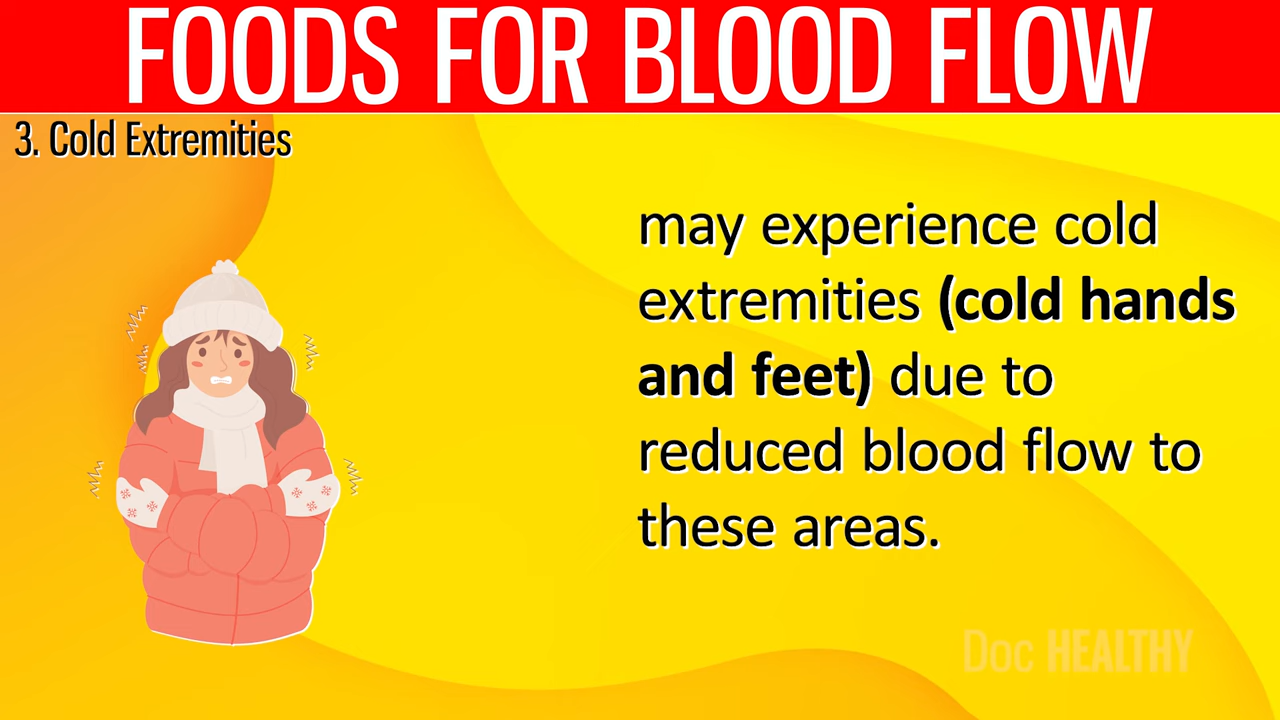 FOODS FOR BLOOD FLOW
3. Cold Extremities
may experience cold
extremities (cold hands
and feet) due to
reduced blood flow to
these areas.
Doc HEALTHY